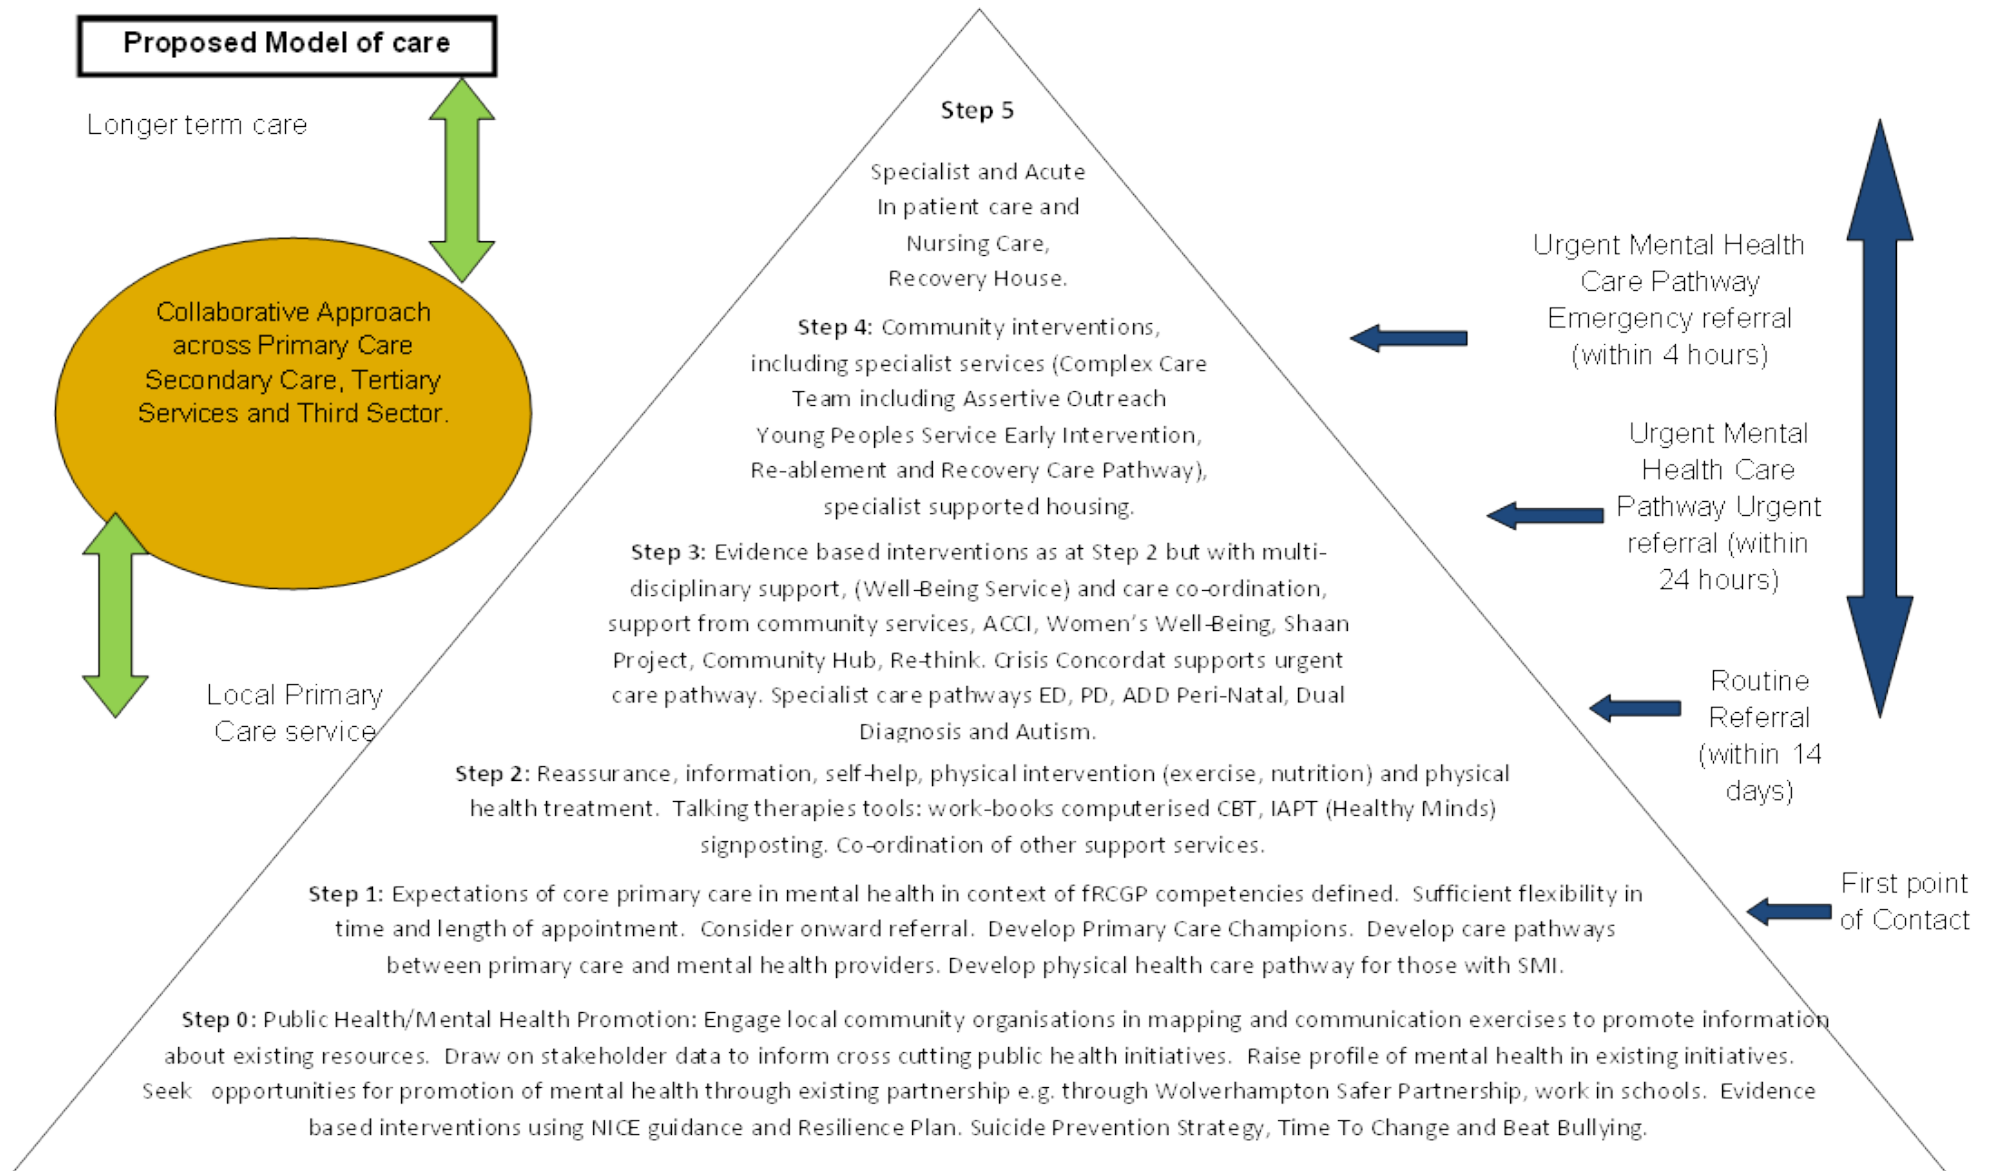 Proposed Model of care
Longer term care
Collaborative Approach
across Primary Care
Secondary Care, Tertiary
Services and Third Sector.
Local Primary
Care service
Step 5
Specialist and Acute
In patient care and
Nursing Care,
Recovery House.
Step 4: Community interventions,
including specialist services (Complex Care
Team including Assertive Outreach
Young Peoples Service Early Intervention,
Re-ablement and Recovery Care Pathway),
specialist supported housing.
Step 3: Evidence based interventions as at Step 2 but with multi-
disciplinary support, (Well-Being Service) and care co-ordination,
support from community services, ACCI, Women's Well-Being, Shaan
Project, Community Hub, Re-think. Crisis Concordat supports urgent
care pathway. Specialist care pathways ED, PD, ADD Peri-Natal, Dual
Diagnosis and Autism.
Step 2: Reassurance, information, self-help, physical intervention (exercise, nutrition) and physical
health treatment. Talking therapies tools: work-books computerised CBT, IAPT (Healthy Minds)
signposting. Co-ordination of other support services.
Step 1: Expectations of core primary care in mental health in context of fRCGP competencies defined. Sufficient flexibility in
time and length of appointment. Consider onward referral. Develop Primary Care Champions. Develop care pathways
between primary care and mental health providers. Develop physical health care pathway for those with SMI.
Step 0: Public Health/Mental Health Promotion: Engage local community organisations in mapping and communication exercises to promote information
about existing resources. Draw on stakeholder data to inform cross cutting public health initiatives. Raise profile of mental health in existing initiatives.
Seek opportunities for promotion of mental health through existing partnership e.g. through Wolverhampton Safer Partnership, work in schools. Evidence
based interventions using NICE guidance and Resilience Plan. Suicide Prevention Strategy, Time To Change and Beat Bullying.
Urgent Mental Health
Care Pathway
Emergency referral
(within 4 hours)
Urgent Mental
Health Care
Pathway Urgent
referral (within
24 hours)
Routine
Referral
(within 14
days)
First point
of Contact